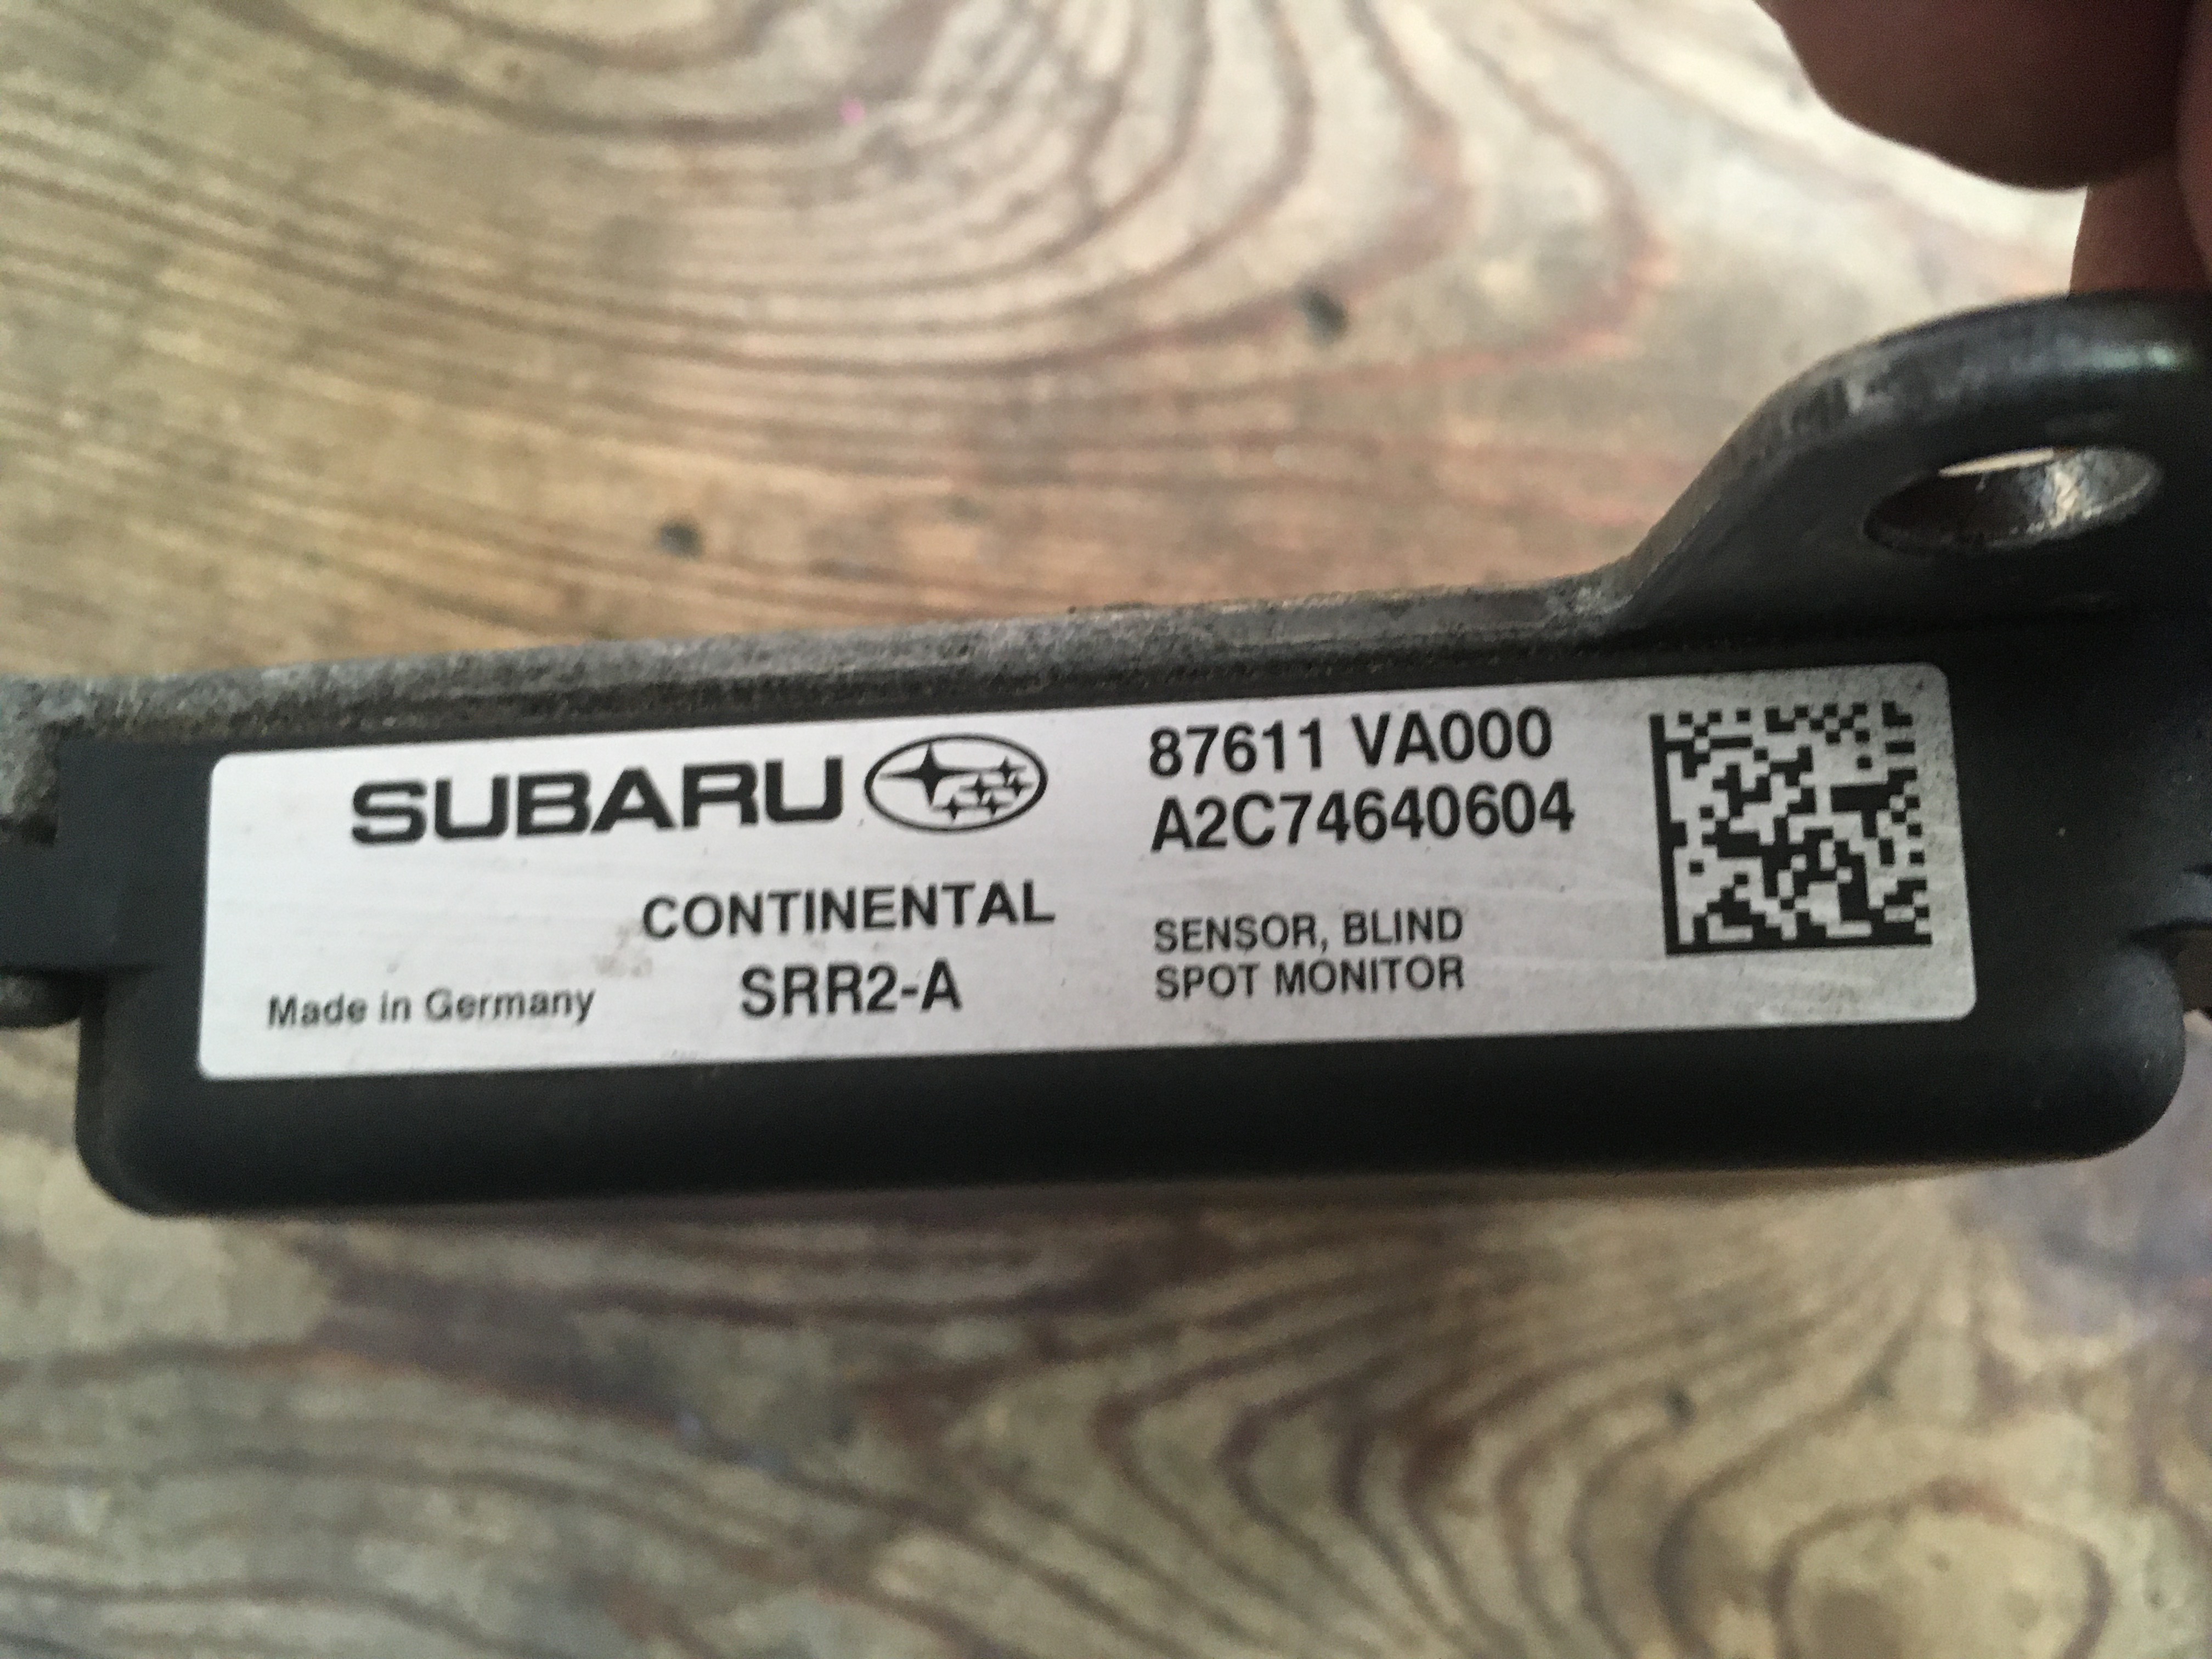 SUBARU
CONTINENTAL
SRR2-A
Made in Germany
87611 VA000
A2C74640604
SENSOR, BLIND
SPOT MONITOR